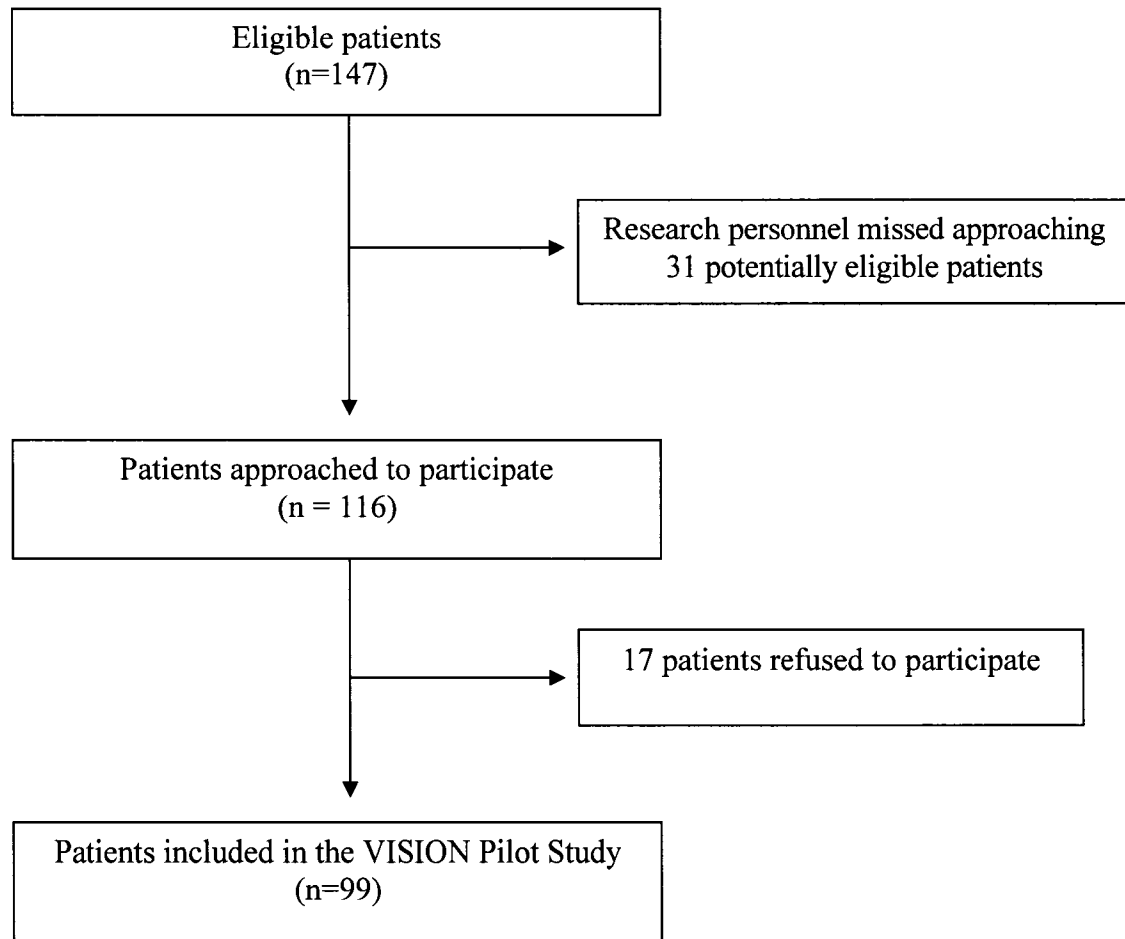 Eligible patients
(n=147)
Research personnel missed approaching
31 potentially eligible patients
Patients approached to participate
(n = 116)
17 patients refused to participate
Patients included in the VISION Pilot Study
(n=99)